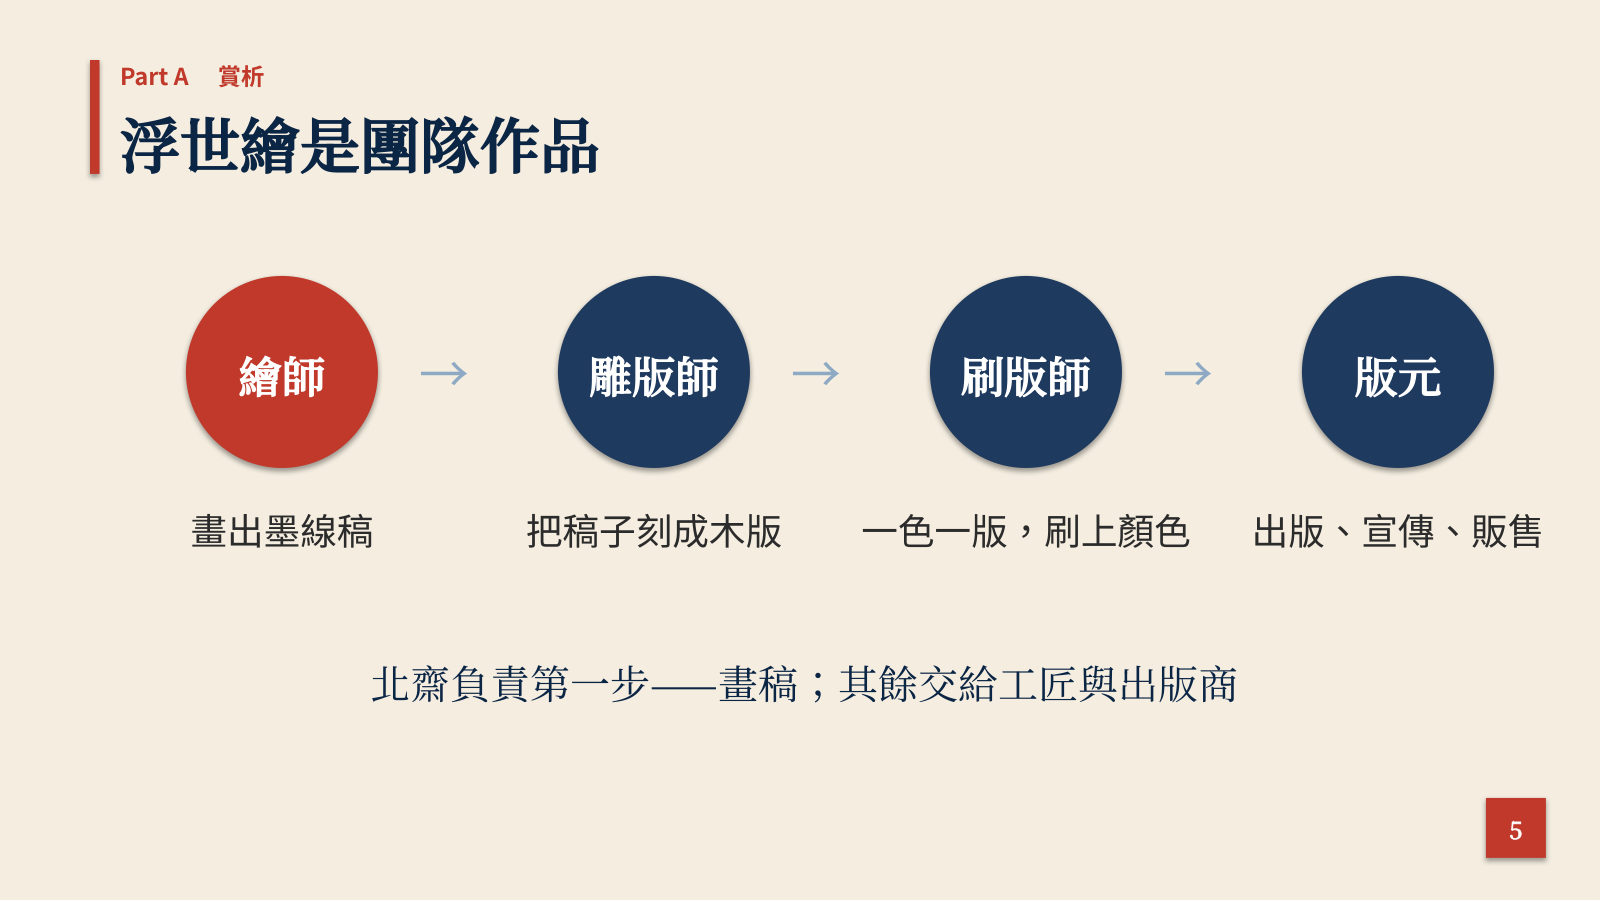 Part A 賞析
浮世繪是團隊作品
繪師 → 雕版師 → 刷版師 → 版元
畫出墨線稿 把稿子刻成木版 一色一版，刷上顏色 出版、宣傳、販售
北齋負責第一步——畫稿；其餘交給工匠與出版商
5